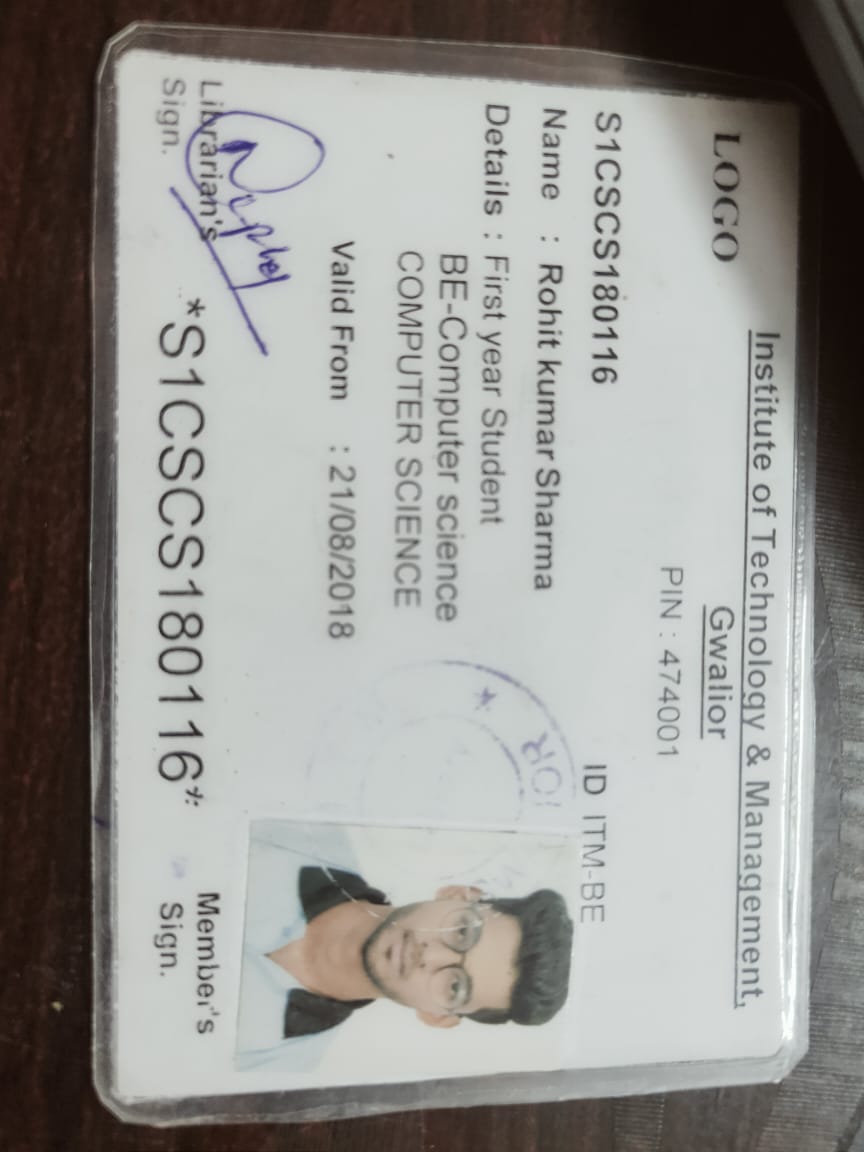 LOGO
Institute of Technology & Management,
Gwalior
PIN : 474001
S1CSCS180116
ID ITM-BE
Name : Rohit kumar Sharma
Details : First year Student
BE-Computer science
COMPUTER SCIENCE
Valid From : 21/08/2018
IOR
Librarian's
Sign.
*S1CSCS180116*
Member's
Sign.